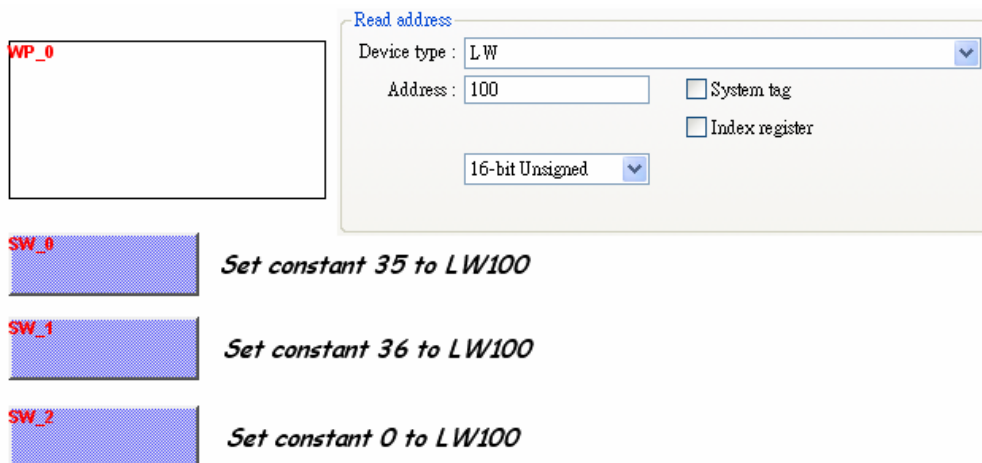 WP_0
Read address
Device type : LW
Address : 100
System tag
Index register
16-bit Unsigned
SW_0
Set constant 35 to LW100
SW_1
Set constant 36 to LW100
SW_2
Set constant 0 to LW100